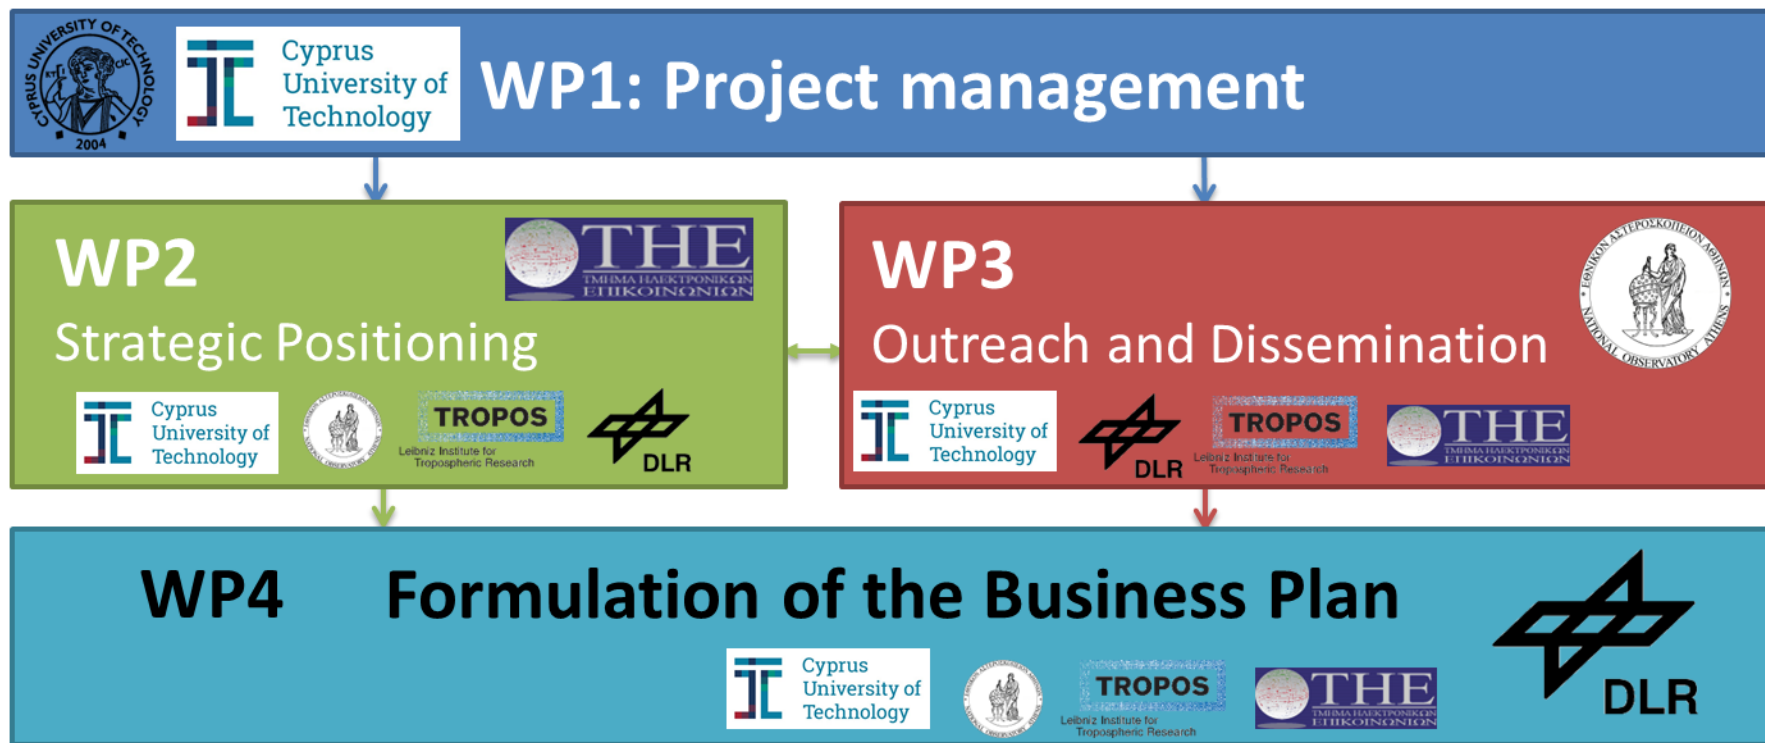 CYPRUS UNIVERSITY OF TECHNOLOGY
2004
Cyprus
University of
Technology
WP1: Project management
WP2
THE
ΤΜΗΜΑ ΗΛΕΚΤΡΟΝΙΚΩΝ
ΕΠΙΚΟΙΝΩΝΙΩΝ
Strategic Positioning
Cyprus
University of
Technology
TROPOS
Leibniz Institute for
Tropospheric Research
DLR
WP3
ΕΘΝΙΚΟΝ ΑΣΤΕΡΟΣΚΟΠΕΙΟΝ ΑΘΗΝΩΝ
NATIONAL OBSERVATORY ATHENS
Outreach and Dissemination
Cyprus
University of
Technology
DLR
TROPOS
Leibniz Institute for
Tropospheric Research
THE
ΤΜΗΜΑ ΗΛΕΚΤΡΟΝΙΚΩΝ
ΕΠΙΚΟΙΝΩΝΙΩΝ
WP4 Formulation of the Business Plan
Cyprus
University of
Technology
TROPOS
Leibniz Institute for
Tropospheric Research
THE
ΤΜΗΜΑ ΗΛΕΚΤΡΟΝΙΚΩΝ
ΕΠΙΚΟΙΝΩΝΙΩΝ
DLR